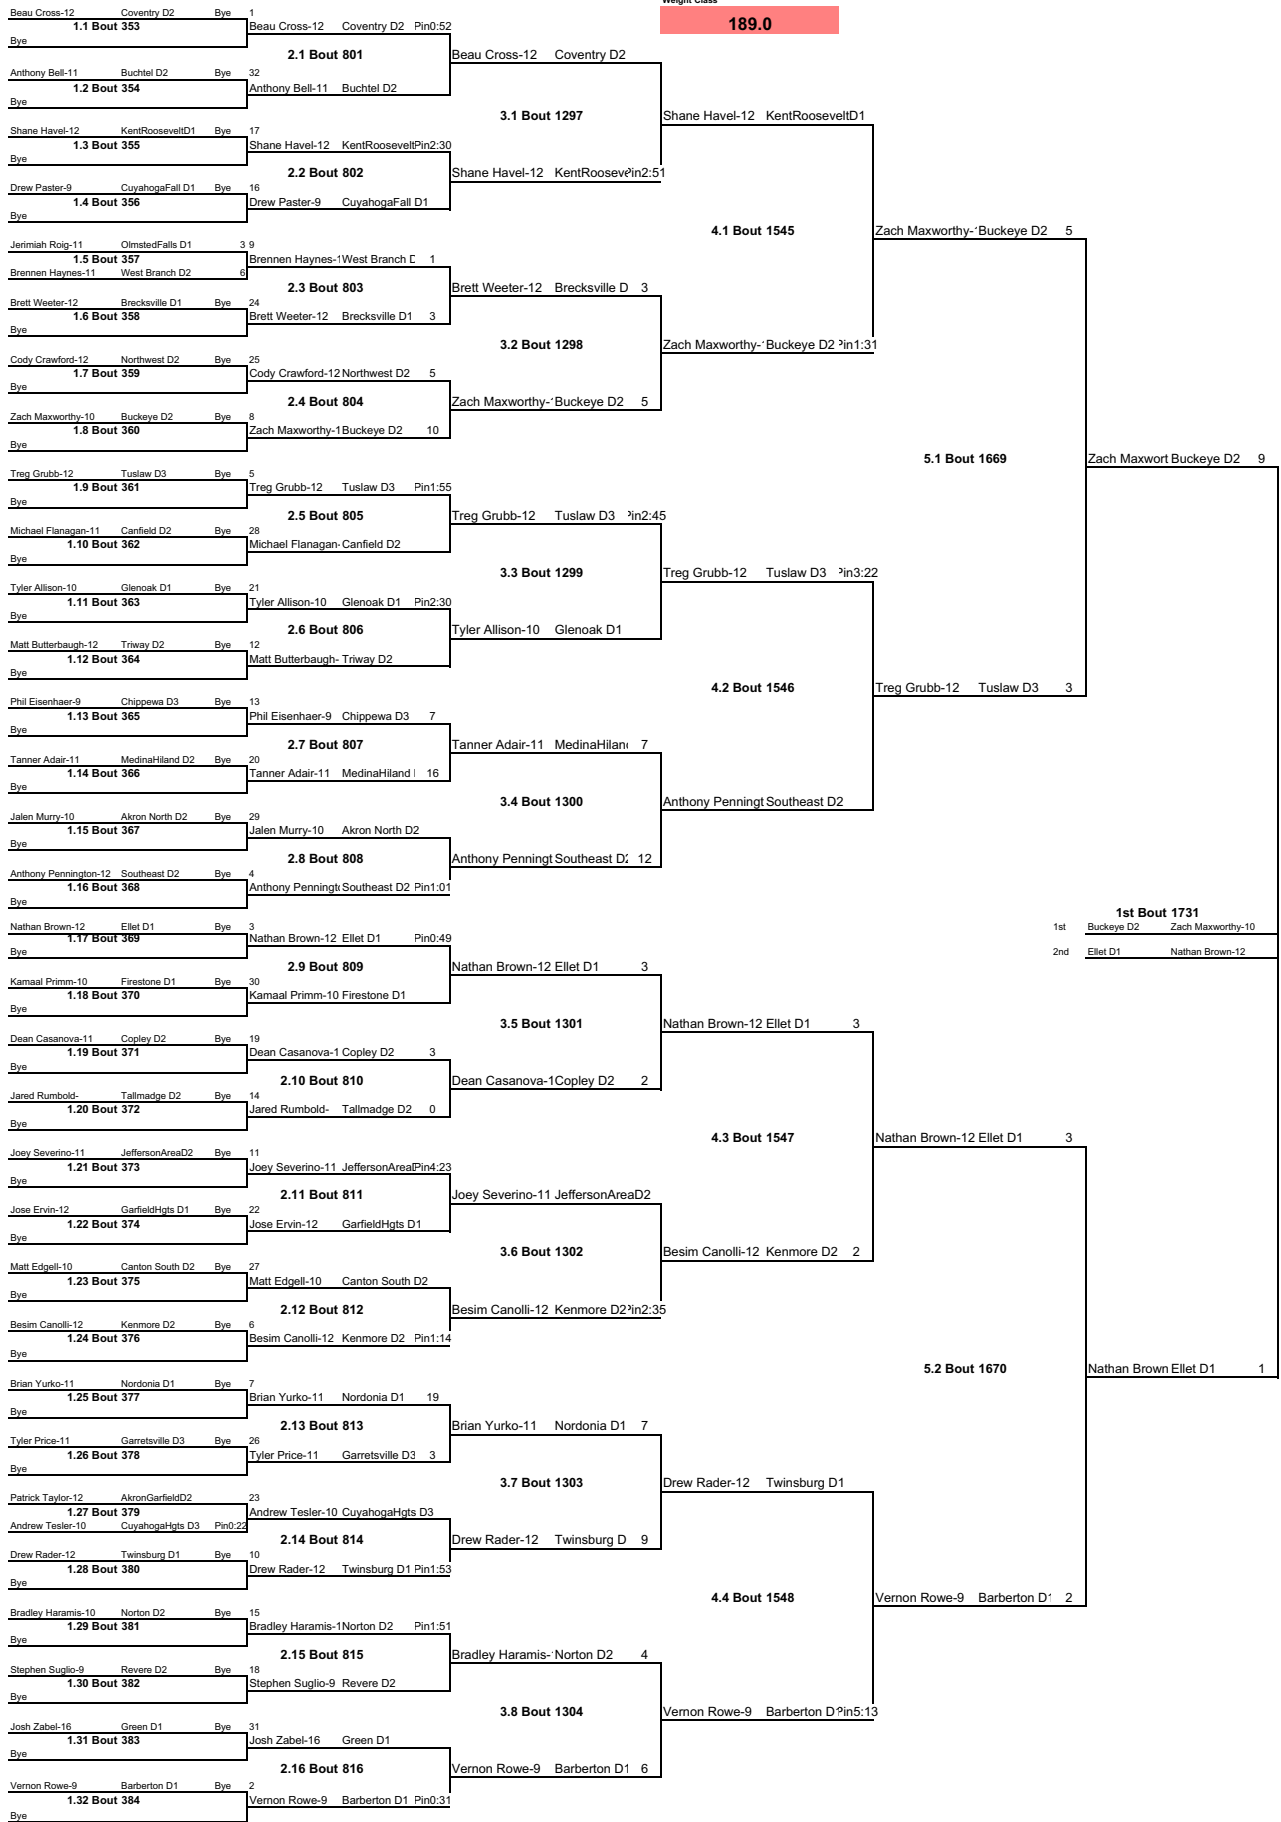 Weight Class
189.0
Beau Cross-12 Coventry D2 Bye 1
1.1 Bout 353
Bye
Anthony Bell-11 Buchtel D2 Bye 32
1.2 Bout 354
Bye
Shane Havel-12 KentRooseveltD1 Bye 17
1.3 Bout 355
Bye
Drew Paster-9 CuyahogaFall D1 Bye 16
1.4 Bout 356
Bye
Jerimiah Roig-11 OlmstedFalls D1 3 9
1.5 Bout 357
Brennen Haynes-11 West Branch D2 6
Brett Weeter-12 Brecksville D1 Bye 24
1.6 Bout 358
Bye
Cody Crawford-12 Northwest D2 Bye 25
1.7 Bout 359
Bye
Zach Maxworthy-10 Buckeye D2 Bye 8
1.8 Bout 360
Bye
Treg Grubb-12 Tuslaw D3 Bye 5
1.9 Bout 361
Bye
Michael Flanagan-11 Canfield D2 Bye 28
1.10 Bout 362
Bye
Tyler Allison-10 Glenoak D1 Bye 21
1.11 Bout 363
Bye
Matt Butterbaugh-12 Triway D2 Bye 12
1.12 Bout 364
Bye
Phil Eisenhaer-9 Chippewa D3 Bye 13
1.13 Bout 365
Bye
Tanner Adair-11 MedinaHiland D2 Bye 20
1.14 Bout 366
Bye
Jalen Murry-10 Akron North D2 Bye 29
1.15 Bout 367
Bye
Anthony Pennington-12 Southeast D2 Bye 4
1.16 Bout 368
Bye
Nathan Brown-12 Ellet D1 Bye 3
1.17 Bout 369
Bye
Kamaal Primm-10 Firestone D1 Bye 30
1.18 Bout 370
Bye
Dean Casanova-11 Copley D2 Bye 19
1.19 Bout 371
Bye
Jared Rumbold- Tallmadge D2 Bye 14
1.20 Bout 372
Bye
Joey Severino-11 JeffersonAreaD2 Bye 11
1.21 Bout 373
Bye
Jose Ervin-12 GarfieldHgts D1 Bye 22
1.22 Bout 374
Bye
Matt Edgell-10 Canton South D2 Bye 27
1.23 Bout 375
Bye
Besim Canolli-12 Kenmore D2 Bye 6
1.24 Bout 376
Bye
Brian Yurko-11 Nordonia D1 Bye 7
1.25 Bout 377
Bye
Tyler Price-11 Garretsville D3 Bye 26
1.26 Bout 378
Bye
Patrick Taylor-12 AkronGarfieldD2 23
1.27 Bout 379
Andrew Tesler-10 CuyahogaHgts D3 Pin0:22
Drew Rader-12 Twinsburg D1 Bye 10
1.28 Bout 380
Bye
Bradley Haramis-10 Norton D2 Bye 15
1.29 Bout 381
Bye
Stephen Suglio-9 Revere D2 Bye 18
1.30 Bout 382
Bye
Josh Zabel-16 Green D1 Bye 31
1.31 Bout 383
Bye
Vernon Rowe-9 Barberton D1 Bye 2
1.32 Bout 384
Bye
Beau Cross-12 Coventry D2 Pin0:52
2.1 Bout 801
Anthony Bell-11 Buchtel D2
Shane Havel-12 KentRoosevelt Pin2:30
2.2 Bout 802
Drew Paster-9 CuyahogaFall D1
Brennen Haynes-1 West Branch D 1
2.3 Bout 803
Brett Weeter-12 Brecksville D1 3
Cody Crawford-12 Northwest D2 5
2.4 Bout 804
Zach Maxworthy-1 Buckeye D2 10
Treg Grubb-12 Tuslaw D3 Pin1:55
2.5 Bout 805
Michael Flanagan- Canfield D2
Tyler Allison-10 Glenoak D1 Pin2:30
2.6 Bout 806
Matt Butterbaugh- Triway D2
Phil Eisenhaer-9 Chippewa D3 7
2.7 Bout 807
Tanner Adair-11 MedinaHiland 16
Jalen Murry-10 Akron North D2
2.8 Bout 808
Anthony Penningt Southeast D2 Pin1:01
Nathan Brown-12 Ellet D1 Pin0:49
2.9 Bout 809
Kamaal Primm-10 Firestone D1
Dean Casanova-1 Copley D2 3
2.10 Bout 810
Jared Rumbold- Tallmadge D2 0
Joey Severino-11 JeffersonArea Pin4:23
2.11 Bout 811
Jose Ervin-12 GarfieldHgts D1
Matt Edgell-10 Canton South D2
2.12 Bout 812
Besim Canolli-12 Kenmore D2 Pin1:14
Brian Yurko-11 Nordonia D1 19
2.13 Bout 813
Tyler Price-11 Garretsville D3 3
Andrew Tesler-10 CuyahogaHgts D3
2.14 Bout 814
Drew Rader-12 Twinsburg D1 Pin1:53
Bradley Haramis-1 Norton D2 Pin1:51
2.15 Bout 815
Stephen Suglio-9 Revere D2
Josh Zabel-16 Green D1
2.16 Bout 816
Vernon Rowe-9 Barberton D1 Pin0:31
Beau Cross-12 Coventry D2
3.1 Bout 1297
Shane Havel-12 KentRoosev Pin2:51
Brett Weeter-12 Brecksville D 3
3.2 Bout 1298
Zach Maxworthy- Buckeye D2 5
Treg Grubb-12 Tuslaw D3 Pin2:45
3.3 Bout 1299
Tyler Allison-10 Glenoak D1
Tanner Adair-11 MedinaHiland 7
3.4 Bout 1300
Anthony Penningt Southeast D2 12
Nathan Brown-12 Ellet D1 3
3.5 Bout 1301
Dean Casanova-1 Copley D2 2
Joey Severino-11 JeffersonAreaD2
3.6 Bout 1302
Besim Canolli-12 Kenmore D2 Pin2:35
Brian Yurko-11 Nordonia D1 7
3.7 Bout 1303
Drew Rader-12 Twinsburg D 9
Bradley Haramis- Norton D2 4
3.8 Bout 1304
Vernon Rowe-9 Barberton D1 6
Shane Havel-12 KentRooseveltD1
4.1 Bout 1545
Zach Maxworthy- Buckeye D2 Pin1:31
Treg Grubb-12 Tuslaw D3 Pin3:22
4.2 Bout 1546
Anthony Penningt Southeast D2
Nathan Brown-12 Ellet D1 3
4.3 Bout 1547
Besim Canolli-12 Kenmore D2 2
Drew Rader-12 Twinsburg D1
4.4 Bout 1548
Vernon Rowe-9 Barberton D Pin5:13
Zach Maxworthy- Buckeye D2 5
5.1 Bout 1669
Treg Grubb-12 Tuslaw D3 3
Nathan Brown-12 Ellet D1 3
5.2 Bout 1670
Vernon Rowe-9 Barberton D1 2
Zach Maxwort Buckeye D2 9
1st Bout 1731
1st Buckeye D2 Zach Maxworthy-10
2nd Ellet D1 Nathan Brown-12
Nathan Brown Ellet D1 1